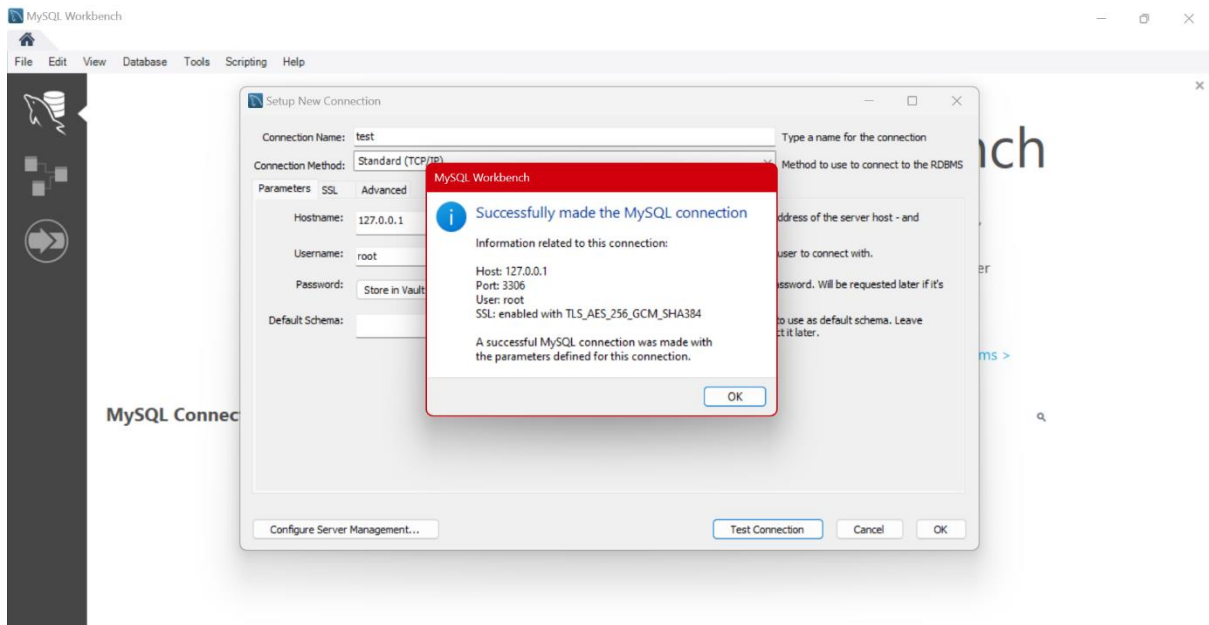 MySQL Workbench
File Edit View Database Tools Scripting Help
Setup New Connection
Connection Name: test Type a name for the connection
Connection Method: Standard (TCP/IP) Method to use to connect to the RDBMS
Parameters SSL Advanced
Hostname: 127.0.0.1 address of the server host - and
Username: root user to connect with.
Password: Store in Vault Will be requested later if it's
Default Schema: to use as default schema. Leave
it later.
MySQL Workbench
Successfully made the MySQL connection
Information related to this connection:
Host: 127.0.0.1
Port: 3306
User: root
SSL: enabled with TLS_AES_256_GCM_SHA384
A successful MySQL connection was made with
the parameters defined for this connection.
OK
Configure Server Management... Test Connection Cancel OK
ch
er
ms >
MySQL Connec